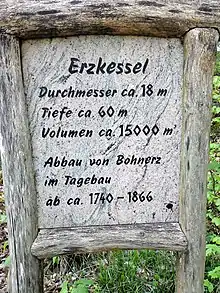 Erzkessel
Durchmesser ca. 18 m
Tiefe ca. 60 m
Volumen ca. 15000 m³
Abbau von Bohnerz
im Tagebau
ab ca. 1740 - 1866